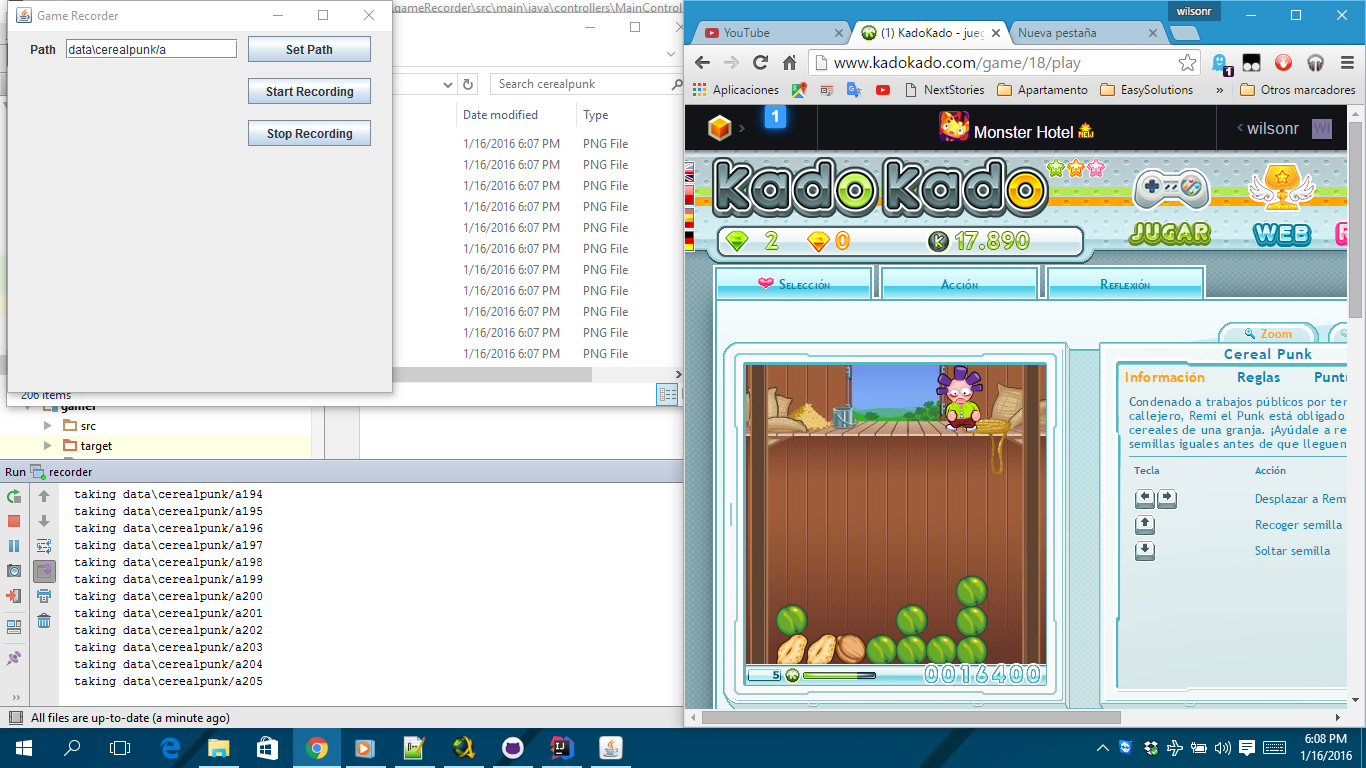 Game Recorder
Path data\cerealpunk/a Set Path
Start Recording
Stop Recording
gameRecorder\src\main\java\controllers\MainControl
Search cerealpunk
Date modified Type
1/16/2016 6:07 PM PNG File
1/16/2016 6:07 PM PNG File
1/16/2016 6:07 PM PNG File
1/16/2016 6:07 PM PNG File
1/16/2016 6:07 PM PNG File
1/16/2016 6:07 PM PNG File
1/16/2016 6:07 PM PNG File
1/16/2016 6:07 PM PNG File
1/16/2016 6:07 PM PNG File
1/16/2016 6:07 PM PNG File
1/16/2016 6:07 PM PNG File
206 items
gamer
src
target
Run recorder
taking data\cerealpunk/a194
taking data\cerealpunk/a195
taking data\cerealpunk/a196
taking data\cerealpunk/a197
taking data\cerealpunk/a198
taking data\cerealpunk/a199
taking data\cerealpunk/a200
taking data\cerealpunk/a201
taking data\cerealpunk/a202
taking data\cerealpunk/a203
taking data\cerealpunk/a204
taking data\cerealpunk/a205
All files are up-to-date (a minute ago)
wilsonr
YouTube (1) KadoKado - jueg Nueva pestaña
www.kadokado.com/game/18/play
1
Aplicaciones NextStories Apartamento EasySolutions » Otros marcadores
1 Monster Hotel NEW wilsonr WI
kadokado
JUGAR WEB
2 0 K 17.890
Selección Acción Reflexión
Zoom
Cereal Punk
Información Reglas Puntu
Condenado a trabajos públicos por ter
callejero, Remi el Punk está obligado
cereales de una granja. ¡Ayúdale a re
semillas iguales antes de que lleguen
Tecla Acción
Desplazar a Rem
Recoger semilla
Soltar semilla
5 0016400
6:08 PM
1/16/2016